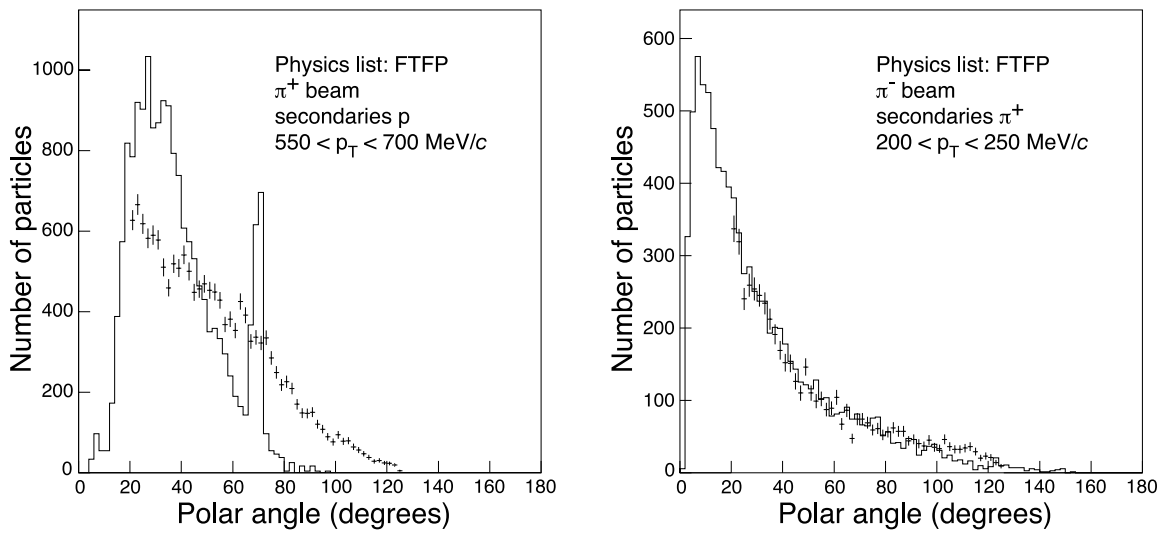 Physics list: FTFP
π+ beam
secondaries p
550 < pT < 700 MeV/c
Number of particles
1000
800
600
400
200
0
0 20 40 60 80 100 120 140 160 180
Polar angle (degrees)
Physics list: FTFP
π- beam
secondaries π+
200 < pT < 250 MeV/c
Number of particles
600
500
400
300
200
100
0
0 20 40 60 80 100 120 140 160 180
Polar angle (degrees)